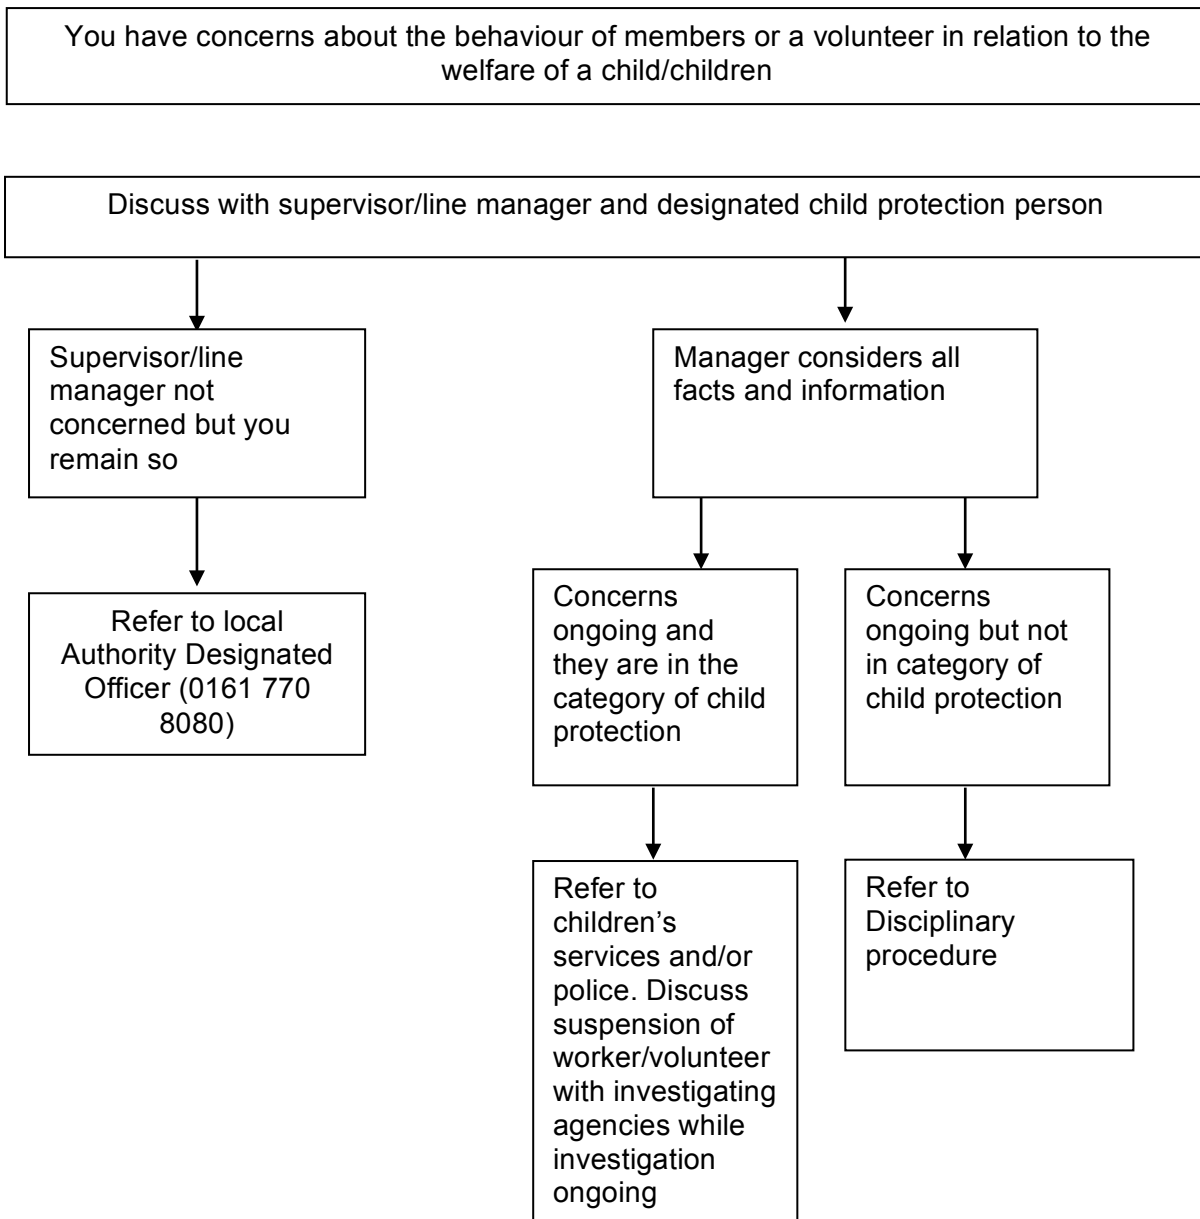 You have concerns about the behaviour of members or a volunteer in relation to the
welfare of a child/children
Discuss with supervisor/line manager and designated child protection person
Supervisor/line
manager not
concerned but you
remain so
Manager considers all
facts and information
Refer to local
Authority Designated
Officer (0161 770
8080)
Concerns
ongoing and
they are in the
category of child
protection
Concerns
ongoing but not
in category of
child protection
Refer to
children’s
services and/or
police. Discuss
suspension of
worker/volunteer
with investigating
agencies while
investigation
ongoing
Refer to
Disciplinary
procedure